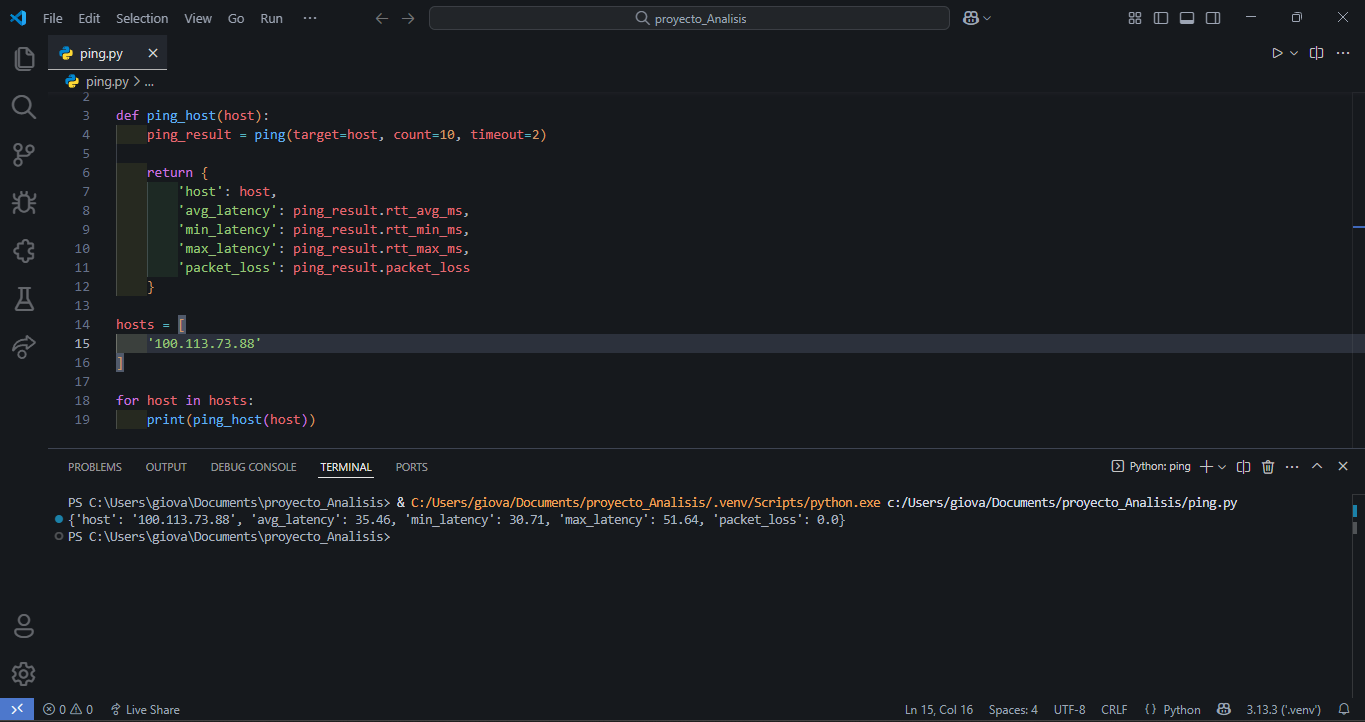 File Edit Selection View Go Run ··· proyecto_Analisis
ping.py
ping.py > ...
2
3 def ping_host(host):
4     ping_result = ping(target=host, count=10, timeout=2)
5
6     return {
7         'host': host,
8         'avg_latency': ping_result.rtt_avg_ms,
9         'min_latency': ping_result.rtt_min_ms,
10         'max_latency': ping_result.rtt_max_ms,
11         'packet_loss': ping_result.packet_loss
12     }
13
14 hosts = [
15     '100.113.73.88'
16 ]
17
18 for host in hosts:
19     print(ping_host(host))
PROBLEMS OUTPUT DEBUG CONSOLE TERMINAL PORTS Python: ping
PS C:\Users\giova\Documents\proyecto_Analisis> & C:/Users/giova/Documents/proyecto_Analisis/.venv/Scripts/python.exe c:/Users/giova/Documents/proyecto_Analisis/ping.py
{'host': '100.113.73.88', 'avg_latency': 35.46, 'min_latency': 30.71, 'max_latency': 51.64, 'packet_loss': 0.0}
PS C:\Users\giova\Documents\proyecto_Analisis>
0 0 Live Share Ln 15, Col 16 Spaces: 4 UTF-8 CRLF {} Python 3.13.3 ('.venv')